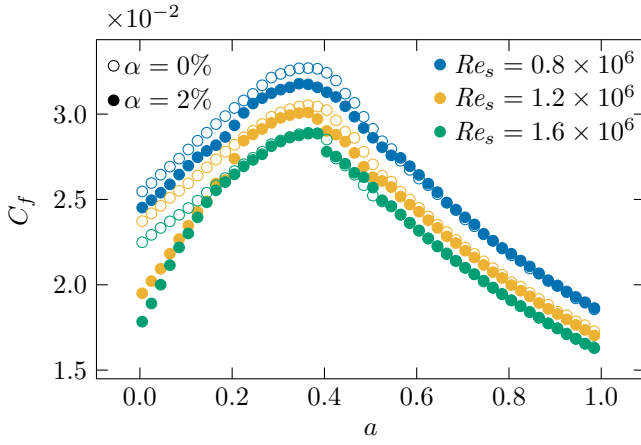 ×10⁻²
α = 0%
α = 2%
Re_s = 0.8 × 10⁶
Re_s = 1.2 × 10⁶
Re_s = 1.6 × 10⁶
C_f
3.0
2.5
2.0
1.5
0.0 0.2 0.4 0.6 0.8 1.0
a